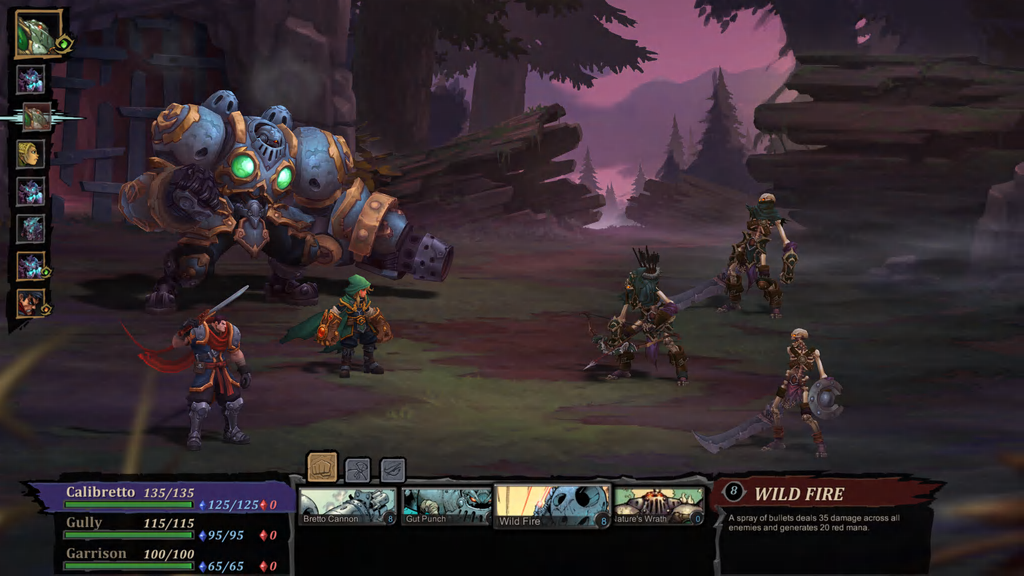 Calibretto 135/135
125/125 0
Gully 115/115
95/95 0
Garrison 100/100
65/65 0
Bretto Cannon 8
Gut Punch 8
Wild Fire 8
Nature's Wrath 0
8 WILD FIRE
A spray of bullets deals 35 damage across all
enemies and generates 20 red mana.